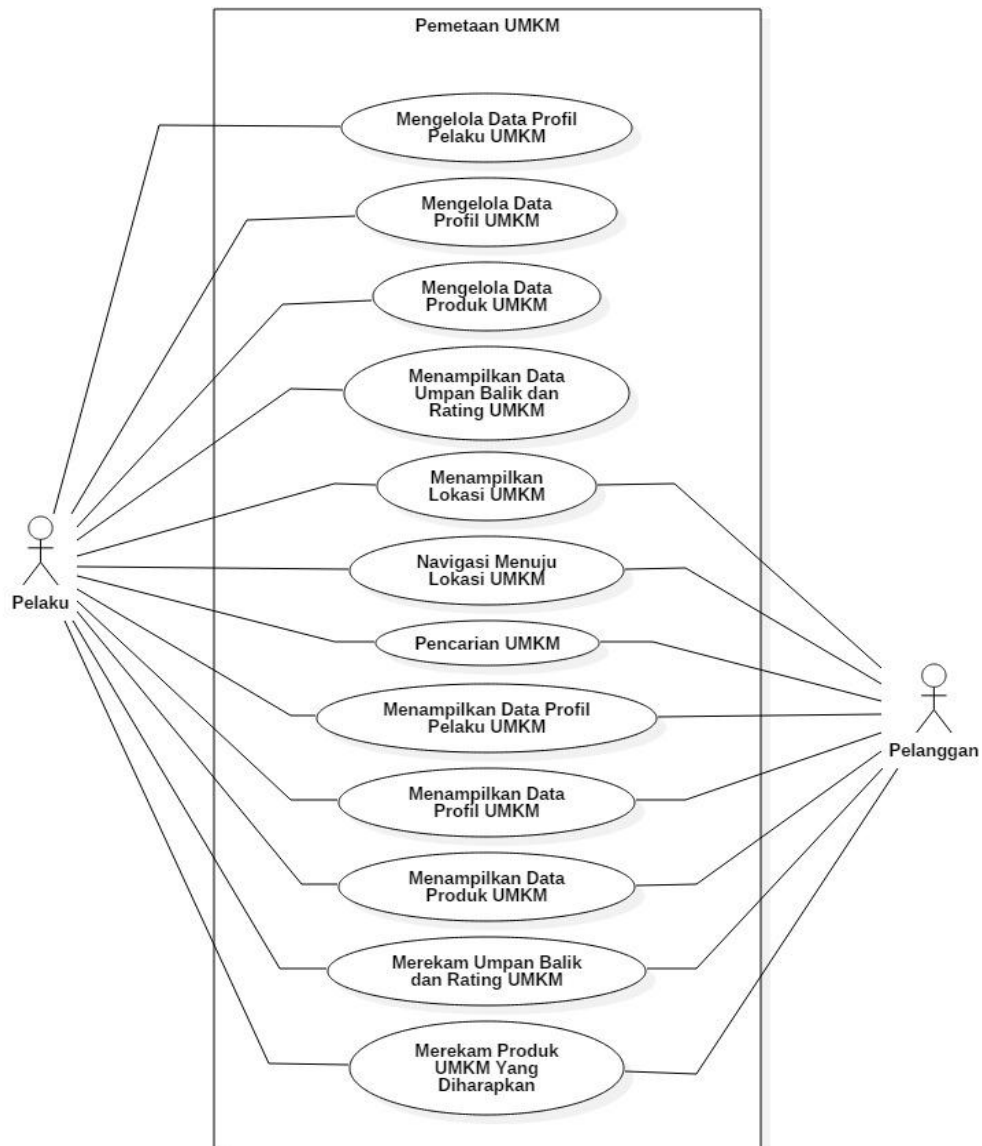 Pemetaan UMKM
Mengelola Data Profil
Pelaku UMKM
Mengelola Data
Profil UMKM
Mengelola Data
Produk UMKM
Menampilkan Data
Umpan Balik dan
Rating UMKM
Menampilkan
Lokasi UMKM
Navigasi Menuju
Lokasi UMKM
Pelaku
Pencarian UMKM
Menampilkan Data Profil
Pelaku UMKM
Pelanggan
Menampilkan Data
Profil UMKM
Menampilkan Data
Produk UMKM
Merekam Umpan Balik
dan Rating UMKM
Merekam Produk
UMKM Yang
Diharapkan